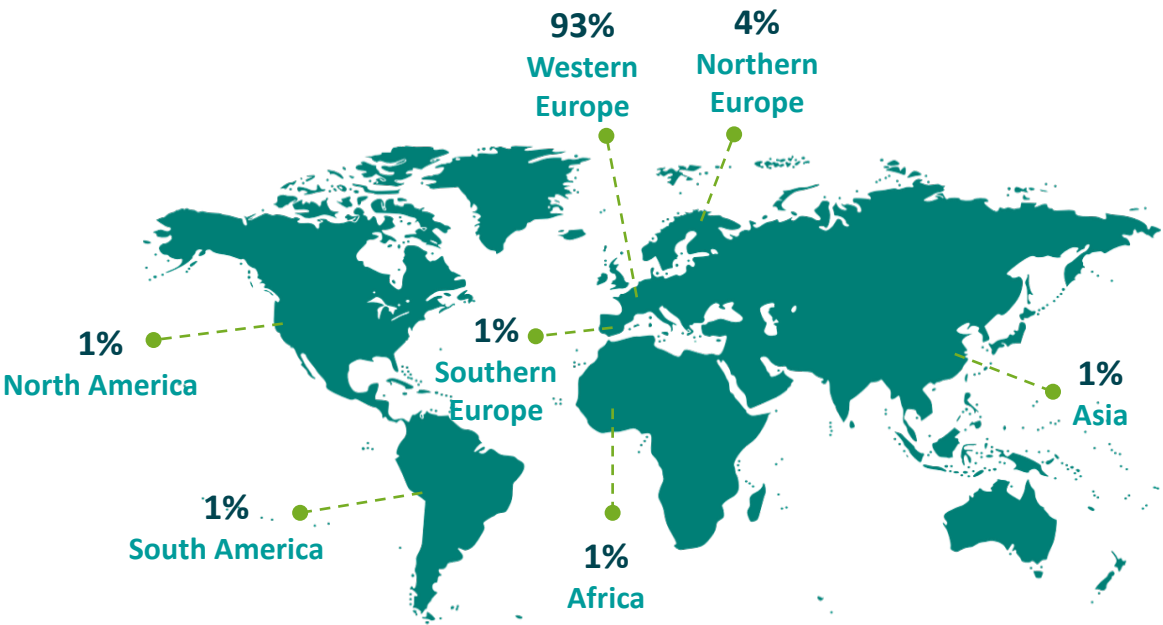 93%
Western
Europe
4%
Northern
Europe
1%
North America
1%
Southern
Europe
1%
Asia
1%
South America
1%
Africa